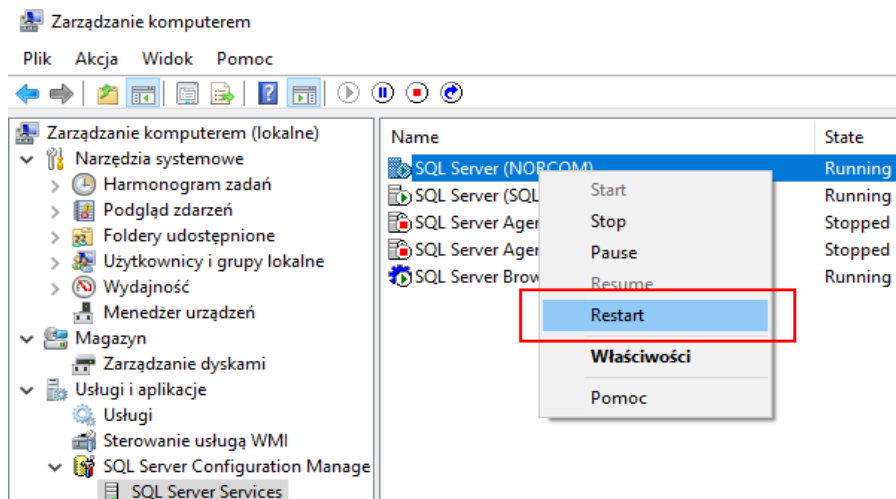 Zarządzanie komputerem
Plik Akcja Widok Pomoc
Zarządzanie komputerem (lokalne)
Narzędzia systemowe
Harmonogram zadań
Podgląd zdarzeń
Foldery udostępnione
Użytkownicy i grupy lokalne
Wydajność
Menedżer urządzeń
Magazyn
Zarządzanie dyskami
Usługi i aplikacje
Usługi
Sterowanie usługą WMI
SQL Server Configuration Manage
SQL Server Services
Name State
SQL Server (NORCOM) Running
SQL Server (SQL Running
SQL Server Agen Stopped
SQL Server Agen Stopped
SQL Server Brow Running
Start
Stop
Pause
Resume
Restart
Właściwości
Pomoc